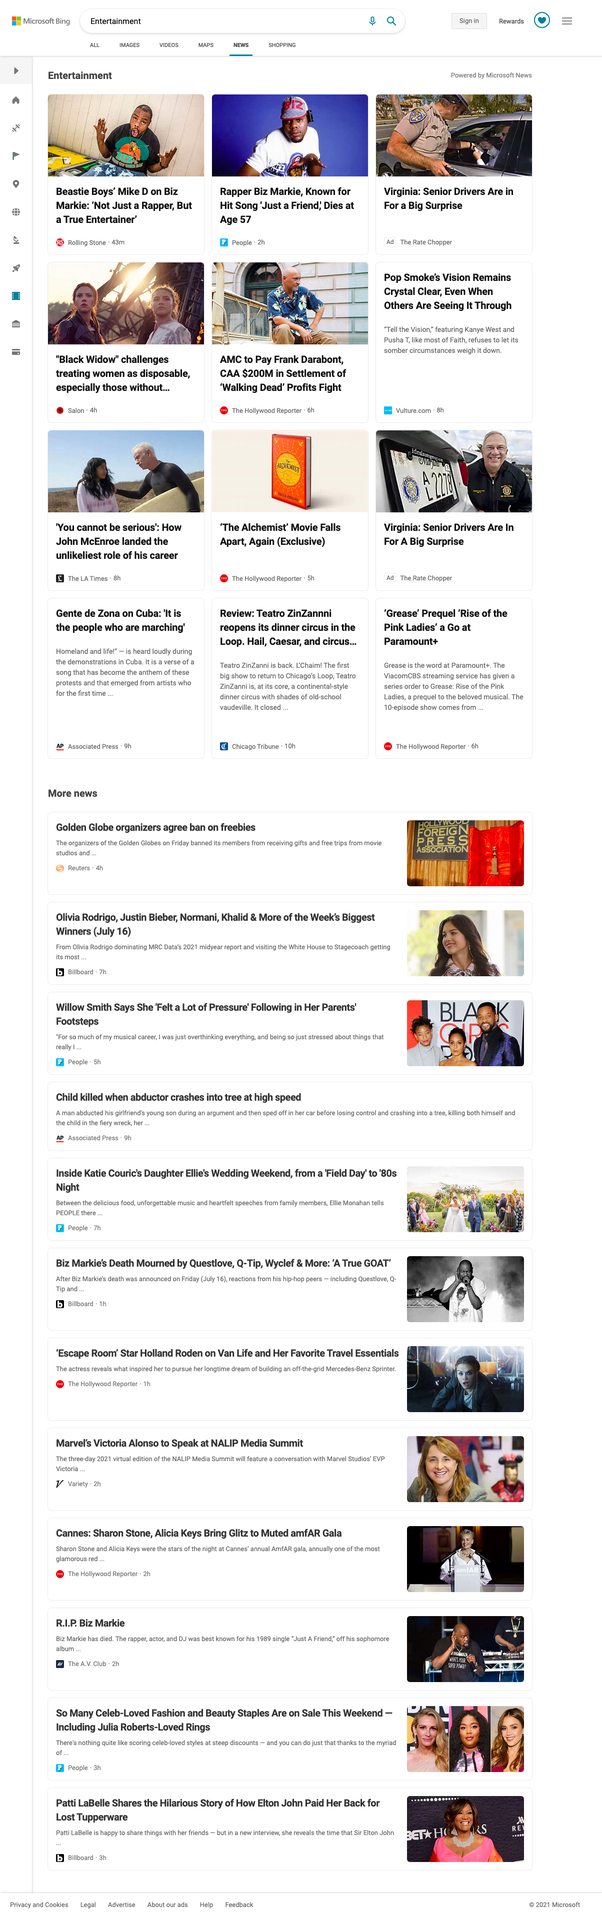 Microsoft Bing
Entertainment
Sign in
Rewards
ALL
IMAGES
VIDEOS
MAPS
NEWS
SHOPPING
Entertainment
Powered by Microsoft News
Beastie Boys' Mike D on Biz
Markie: 'Not Just a Rapper, But
a True Entertainer'
Rolling Stone · 43m
Rapper Biz Markie, Known for
Hit Song 'Just a Friend,' Dies at
Age 57
People · 2h
Virginia: Senior Drivers Are in
For a Big Surprise
Ad The Rate Chopper
"Black Widow" challenges
treating women as disposable,
especially those without...
Salon · 4h
AMC to Pay Frank Darabont,
CAA $200M in Settlement of
'Walking Dead' Profits Fight
The Hollywood Reporter · 6h
Pop Smoke's Vision Remains
Crystal Clear, Even When
Others Are Seeing It Through
"Tell the Vision," featuring Kanye West and
Pusha T, like most of Faith, refuses to let its
somber circumstances weigh it down.
Vulture.com · 8h
'You cannot be serious': How
John McEnroe landed the
unlikeliest role of his career
The LA Times · 8h
ALCHEMIST
'The Alchemist' Movie Falls
Apart, Again (Exclusive)
The Hollywood Reporter · 5h
Virginia: Senior Drivers Are In
For A Big Surprise
Ad The Rate Chopper
Gente de Zona on Cuba: 'It is
the people who are marching'
Homeland and life!" — is heard loudly during
the demonstrations in Cuba. It is a verse of a
song that has become the anthem of these
protests and that emerged from artists who
for the first time ...
AP Associated Press · 9h
Review: Teatro ZinZannni
reopens its dinner circus in the
Loop. Hail, Caesar, and circus...
Teatro ZinZanni is back. L'Chaim! The first
big show to return to Chicago's Loop, Teatro
ZinZanni is, at its core, a continental-style
dinner circus with shades of old-school
vaudeville. It closed ...
Chicago Tribune · 10h
'Grease' Prequel 'Rise of the
Pink Ladies' a Go at
Paramount+
Grease is the word at Paramount+. The
ViacomCBS streaming service has given a
series order to Grease: Rise of the Pink
Ladies, a prequel to the beloved musical. The
10-episode show comes from ...
The Hollywood Reporter · 6h
More news
Golden Globe organizers agree ban on freebies
The organizers of the Golden Globes on Friday banned its members from receiving gifts and free trips from movie
studios and ...
Reuters · 4h
HOLLYWOOD
FOREIGN
PRESS
ASSOCIATION
Olivia Rodrigo, Justin Bieber, Normani, Khalid & More of the Week's Biggest
Winners (July 16)
From Olivia Rodrigo dominating MRC Data's 2021 midyear report and visiting the White House to Stagecoach getting
its most ...
Billboard · 7h
Willow Smith Says She 'Felt a Lot of Pressure' Following in Her Parents'
Footsteps
"For so much of my musical career, I was just overthinking everything, and being so just stressed about things that
really I ...
People · 5h
BLACK
GIRLS
Child killed when abductor crashes into tree at high speed
A man abducted his girlfriend's young son during an argument and then sped off in her car before losing control and crashing into a tree, killing both himself and
the child in the fiery wreck, her ...
AP Associated Press · 9h
Inside Katie Couric's Daughter Ellie's Wedding Weekend, from a 'Field Day' to '80s
Night
Between the delicious food, unforgettable music and heartfelt speeches from family members, Ellie Monahan tells
PEOPLE there ...
People · 7h
Biz Markie's Death Mourned by Questlove, Q-Tip, Wyclef & More: 'A True GOAT'
After Biz Markie's death was announced on Friday (July 16), reactions from his hip-hop peers — including Questlove, Q-
Tip and ...
Billboard · 1h
'Escape Room' Star Holland Roden on Van Life and Her Favorite Travel Essentials
The actress reveals what inspired her to pursue her longtime dream of building an off-the-grid Mercedes-Benz Sprinter.
The Hollywood Reporter · 1h
Marvel's Victoria Alonso to Speak at NALIP Media Summit
The three-day 2021 virtual edition of the NALIP Media Summit will feature a conversation with Marvel Studios' EVP
Victoria ...
Variety · 2h
Cannes: Sharon Stone, Alicia Keys Bring Glitz to Muted amfAR Gala
Sharon Stone and Alicia Keys were the stars of the night at Cannes' annual AmfAR gala, annually one of the most
glamorous red ...
The Hollywood Reporter · 2h
R.I.P. Biz Markie
Biz Markie has died. The rapper, actor, and DJ was best known for his 1989 single "Just A Friend," off his sophomore
album ...
The A.V. Club · 2h
So Many Celeb-Loved Fashion and Beauty Staples Are on Sale This Weekend —
Including Julia Roberts-Loved Rings
There's nothing quite like scoring celeb-loved styles at steep discounts — and you can do just that thanks to the myriad
of ...
People · 3h
Patti LaBelle Shares the Hilarious Story of How Elton John Paid Her Back for
Lost Tupperware
Patti LaBelle is happy to share things with her friends — but in a new interview, she reveals the time that Sir Elton John
...
Billboard · 3h
Privacy and Cookies
Legal
Advertise
About our ads
Help
Feedback
© 2021 Microsoft